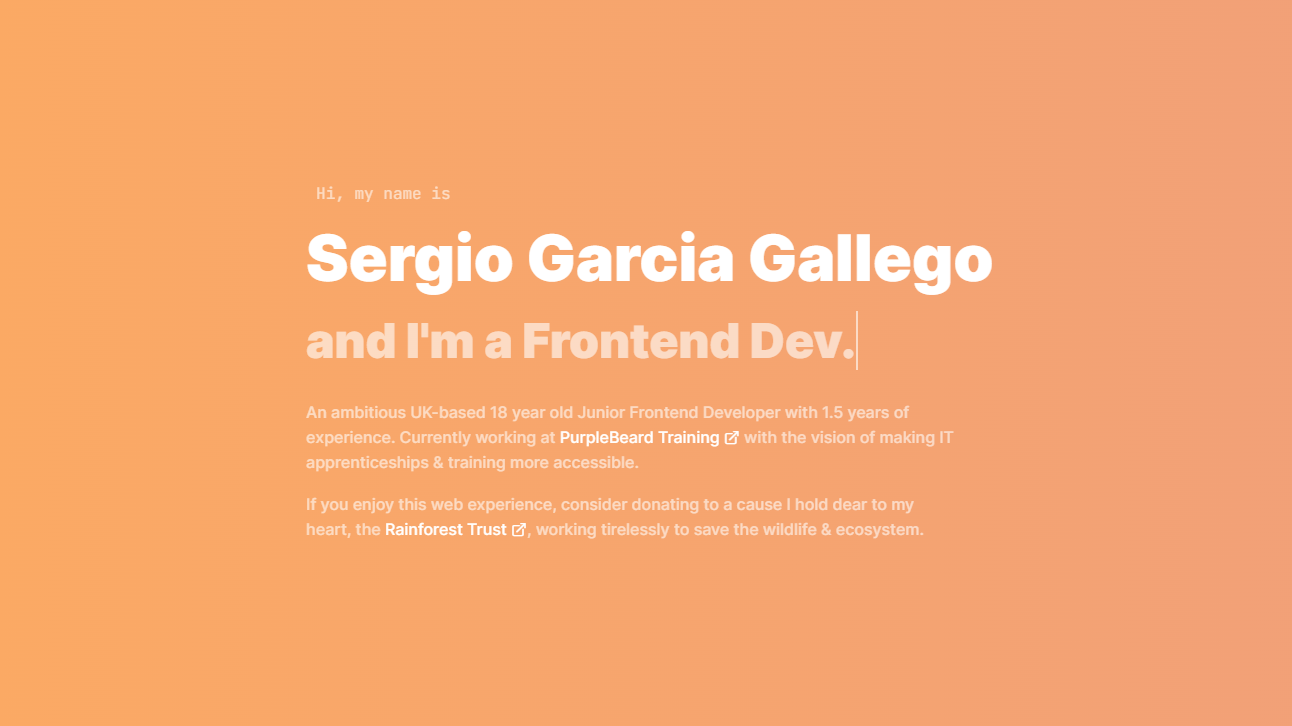 Hi, my name is
Sergio Garcia Gallego
and I'm a Frontend Dev.
An ambitious UK-based 18 year old Junior Frontend Developer with 1.5 years of
experience. Currently working at PurpleBeard Training with the vision of making IT
apprenticeships & training more accessible.
If you enjoy this web experience, consider donating to a cause I hold dear to my
heart, the Rainforest Trust, working tirelessly to save the wildlife & ecosystem.